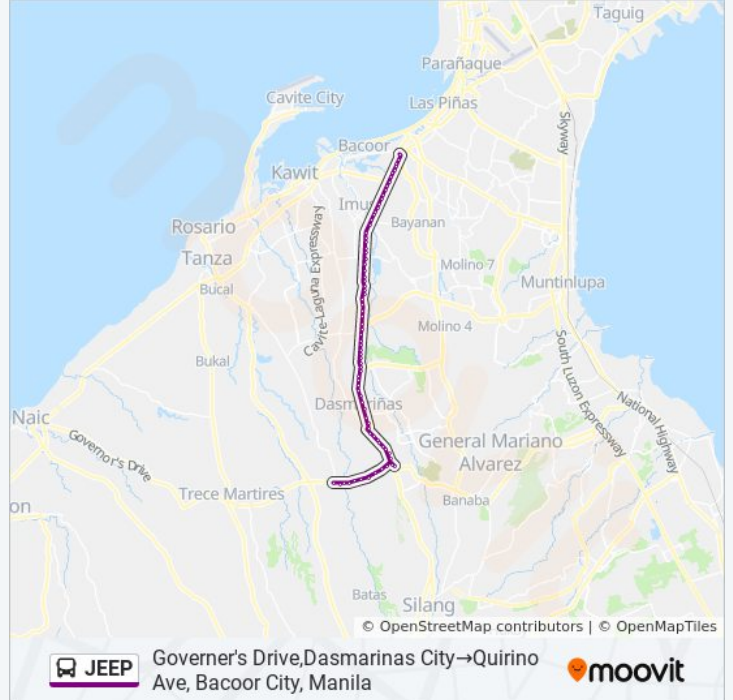 Taguig
Parañaque
Cavite City
Las Piñas
Skyway
Bacoor
Kawit
Imus
Bayanan
Rosario
Tanza
Cavite-Laguna Expressway
Molino 7
Bucal
Muntinlupa
Molino 4
Bukal
South Luzon Expressway
Dasmariñas
National Highway
Naic
Governor's Drive
General Mariano
Alvarez
Trece Martires
Banaba
on
Batas
Silang
© OpenStreetMap contributors | © OpenMapTiles
JEEP
Governer's Drive,Dasmarinas City→Quirino
Ave, Bacoor City, Manila
moovit